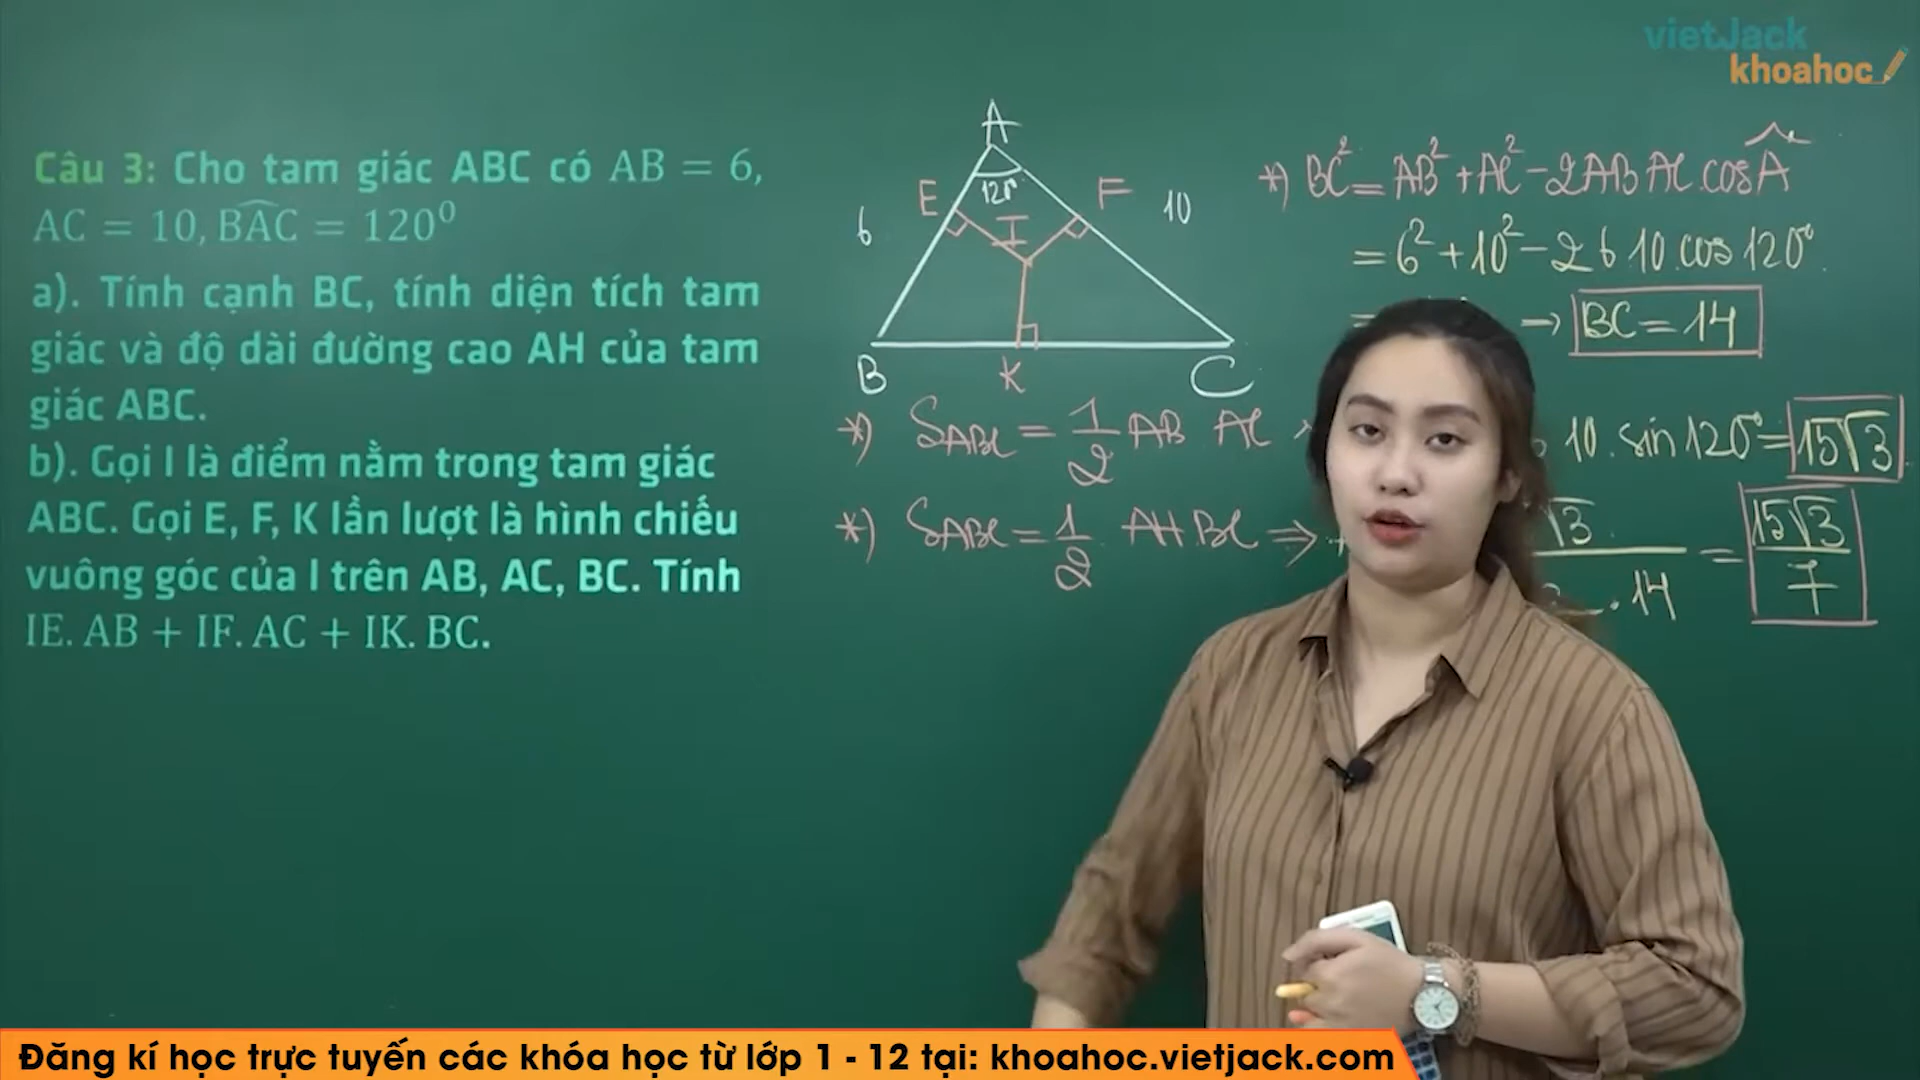 vietJack
khoahoc
Câu 3: Cho tam giác ABC có AB = 6,
AC = 10, \widehat{BAC} = 120⁰
a). Tính cạnh BC, tính diện tích tam
giác và độ dài đường cao AH của tam
giác ABC.
b). Gọi I là điểm nằm trong tam giác
ABC. Gọi E, F, K lần lượt là hình chiếu
vuông góc của I trên AB, AC, BC. Tính
IE. AB + IF. AC + IK. BC.
A
120°
E
I
F
6
10
B
K
C
*) BC² = AB² + AC² - 2AB AC. cos Â
= 6² + 10² - 2 6 10. cos 120°.
= → BC = 14
*) S_ABC = 1/2 AB AC 10. sin 120° = 15√3
*) S_ABC = 1/2 AH BC ⇒ √3 . 14 = 15√3/7
Đăng kí học trực tuyến các khóa học từ lớp 1 - 12 tại: khoahoc.vietjack.com